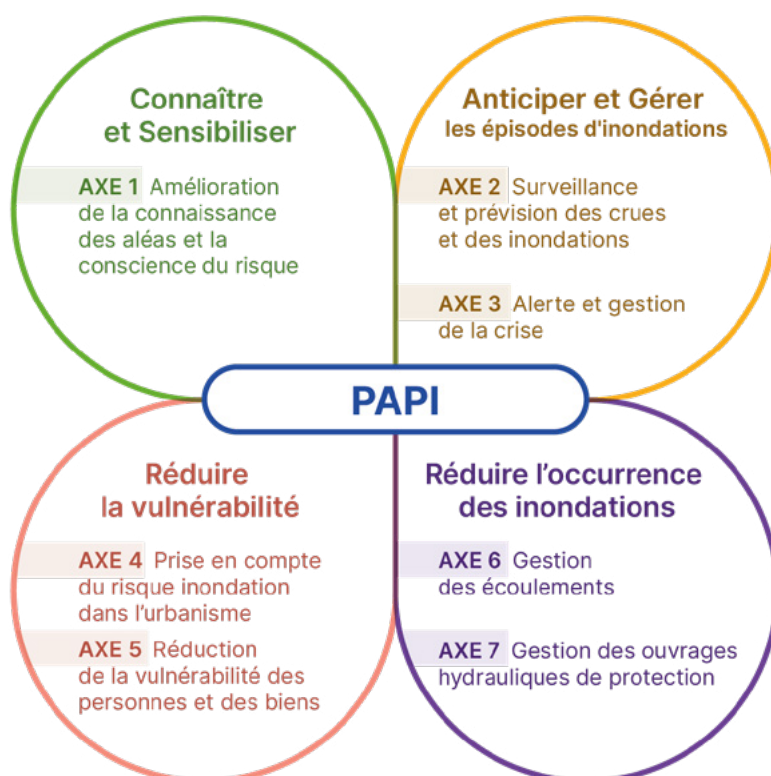 Connaître
et Sensibiliser
AXE 1 Amélioration
de la connaissance
des aléas et la
conscience du risque
Anticiper et Gérer
les épisodes d'inondations
AXE 2 Surveillance
et prévision des crues
et des inondations
AXE 3 Alerte et gestion
de la crise
PAPI
Réduire
la vulnérabilité
AXE 4 Prise en compte
du risque inondation
dans l’urbanisme
AXE 5 Réduction
de la vulnérabilité des
personnes et des biens
Réduire l’occurrence
des inondations
AXE 6 Gestion
des écoulements
AXE 7 Gestion des ouvrages
hydrauliques de protection